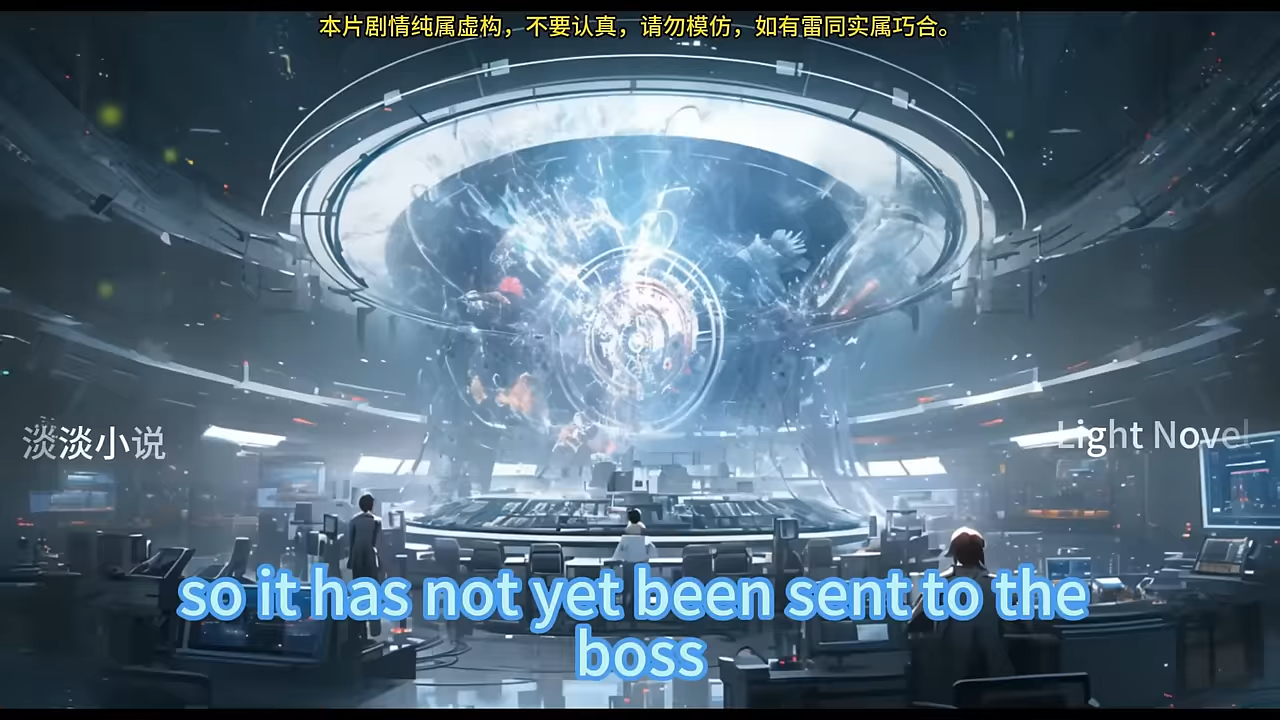 本片剧情纯属虚构，不要认真，请勿模仿，如有雷同实属巧合。
淡淡小说
Light Novel
so it has not yet been sent to the
boss